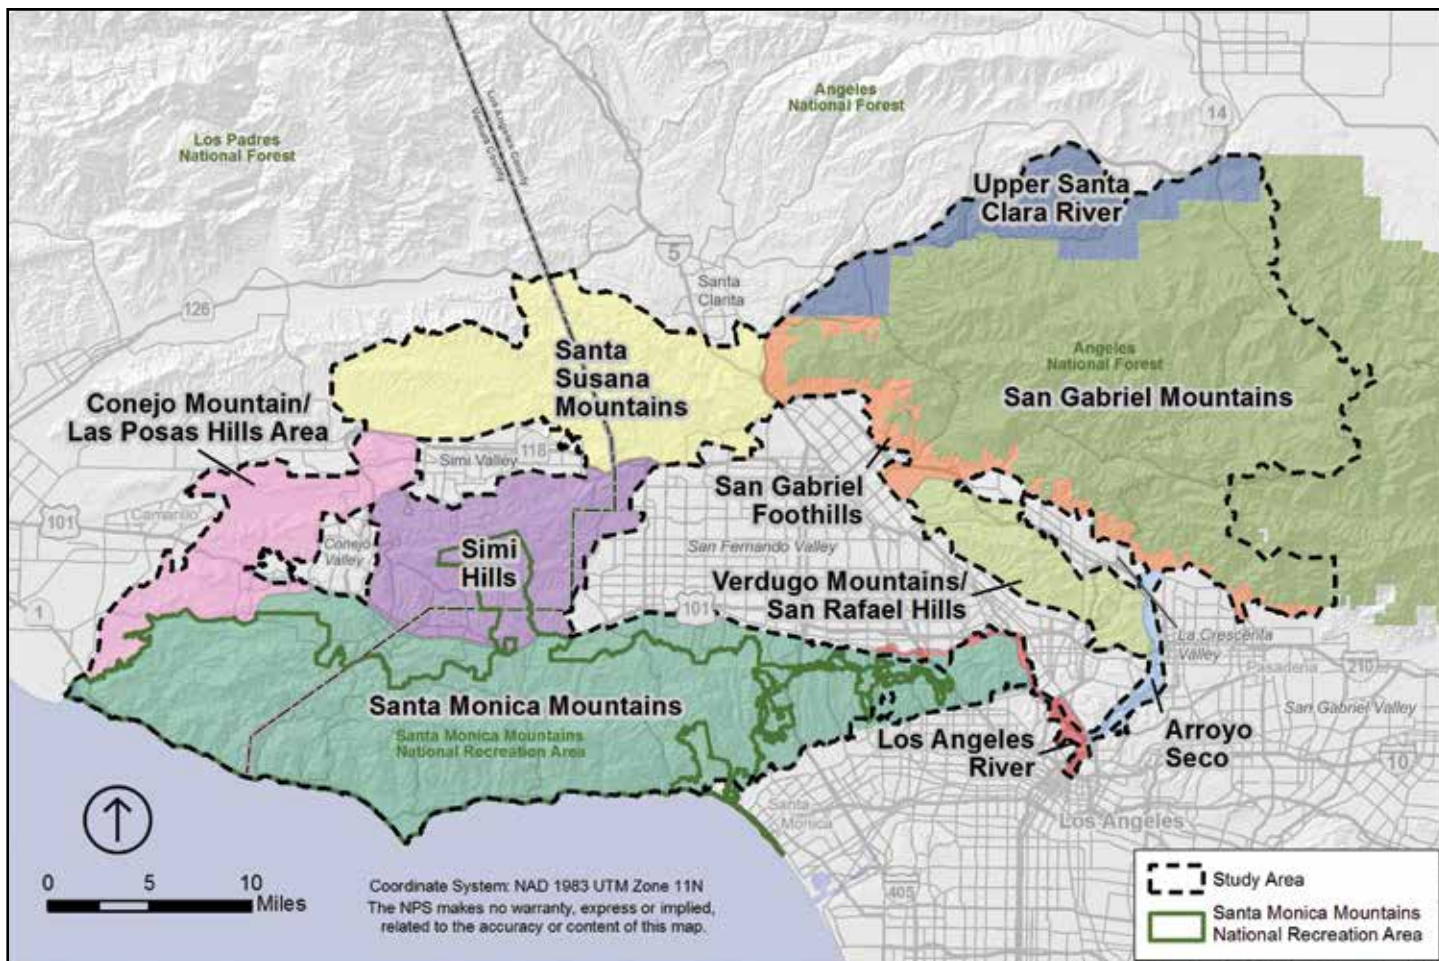 Los Angeles County
Ventura County
Los Padres
National Forest
Angeles
National Forest
14
Upper Santa
Clara River
5
Santa
Clarita
126
Angeles
National Forest
San Gabriel Mountains
Santa
Susana
Mountains
Conejo Mountain/
Las Posas Hills Area
118
Simi Valley
San Gabriel
Foothills
101
Camarillo
Conejo
Valley
Simi
Hills
San Fernando Valley
Verdugo Mountains/
San Rafael Hills
101
1
La Crescenta
Valley
Pasadena
210
San Gabriel Valley
Santa Monica Mountains
Santa Monica Mountains
National Recreation Area
Los Angeles
River
Arroyo
Seco
10
Santa
Monica
Los Angeles
405
0 5 10
Miles
Coordinate System: NAD 1983 UTM Zone 11N
The NPS makes no warranty, express or implied,
related to the accuracy or content of this map.
Study Area
Santa Monica Mountains
National Recreation Area